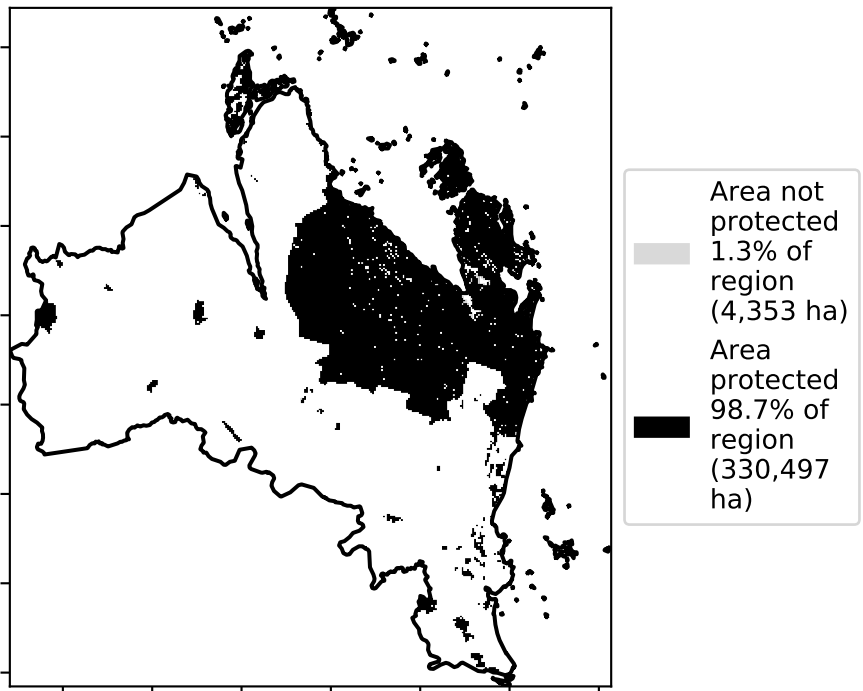 Area not
protected
1.3% of
region
(4,353 ha)
Area
protected
98.7% of
region
(330,497
ha)